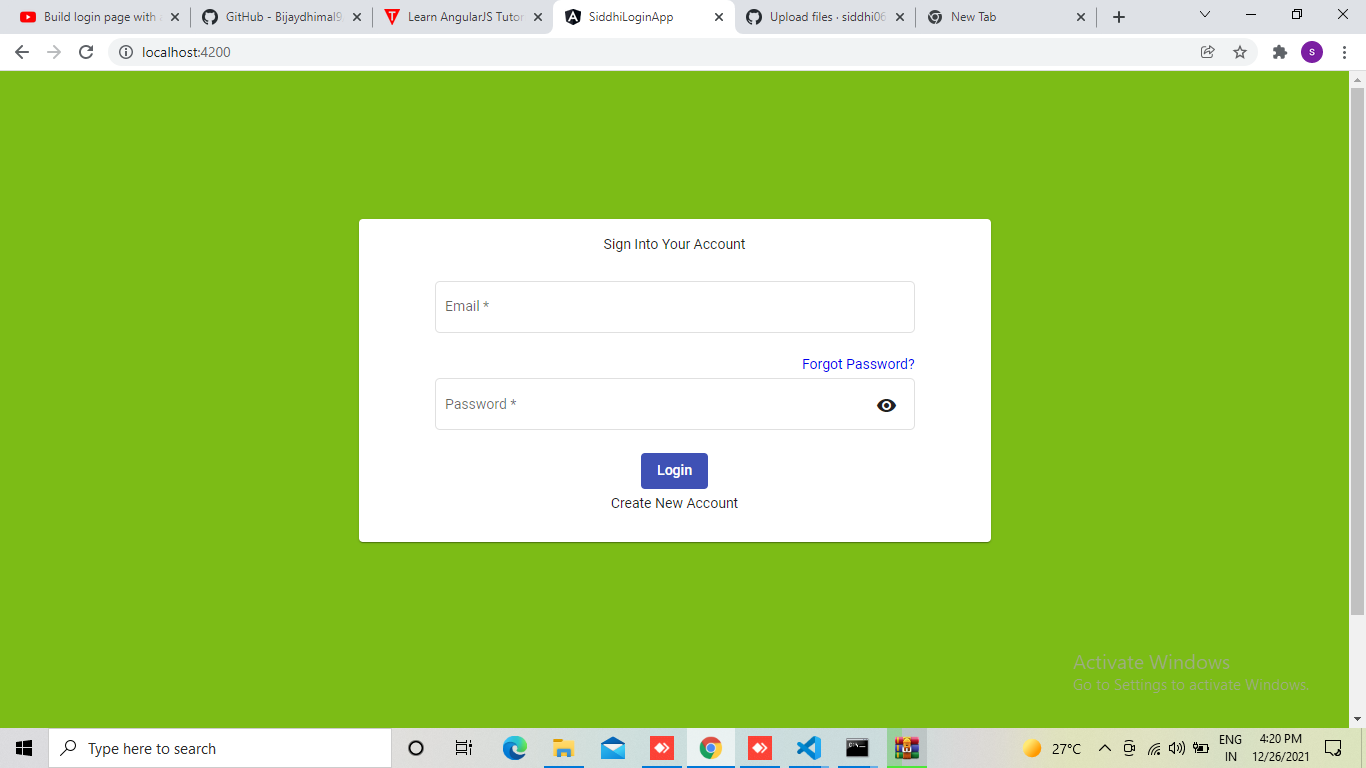 Build login page with a
GitHub - Bijaydhimal9
Learn AngularJS Tutor
SiddhiLoginApp
Upload files · siddhi06
New Tab
S
localhost:4200
Sign Into Your Account
Email *
Forgot Password?
Password *
Login
Create New Account
Activate Windows
Go to Settings to activate Windows.
Type here to search
27°C
ENG
IN
4:20 PM
12/26/2021